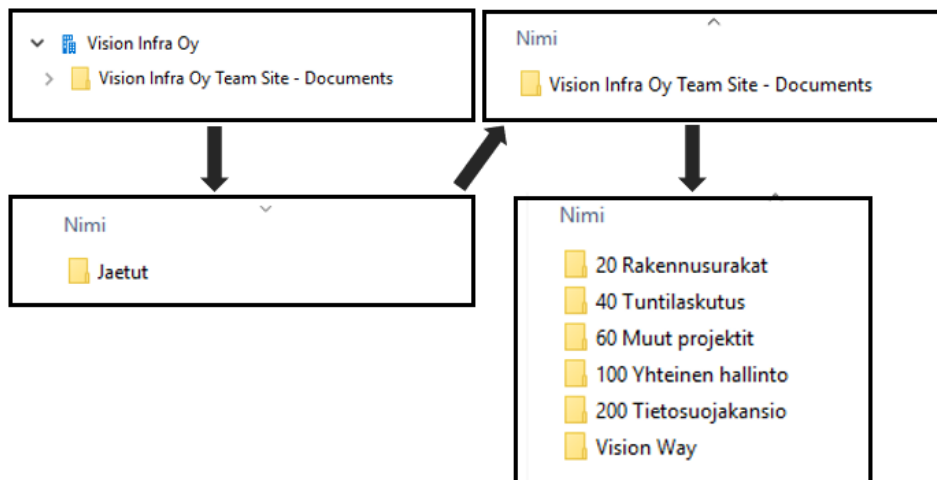 Vision Infra Oy
Vision Infra Oy Team Site - Documents
Nimi
Jaetut
Nimi
Vision Infra Oy Team Site - Documents
Nimi
20 Rakennusurakat
40 Tuntilaskutus
60 Muut projektit
100 Yhteinen hallinto
200 Tietosuojakansio
Vision Way